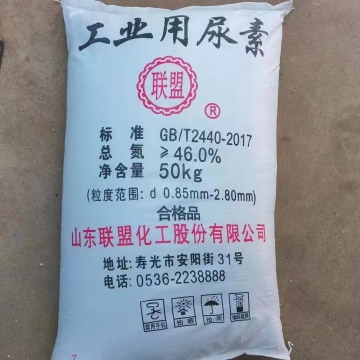 工业用尿素
联盟
®
标准 GB/T2440-2017
总氮 ≥46.0%
净含量 50kg
(粒度范围: d 0.85mm-2.80mm)
合格品
山东联盟化工股份有限公司
地址: 寿光市安阳街31号
电话: 0536-2238888